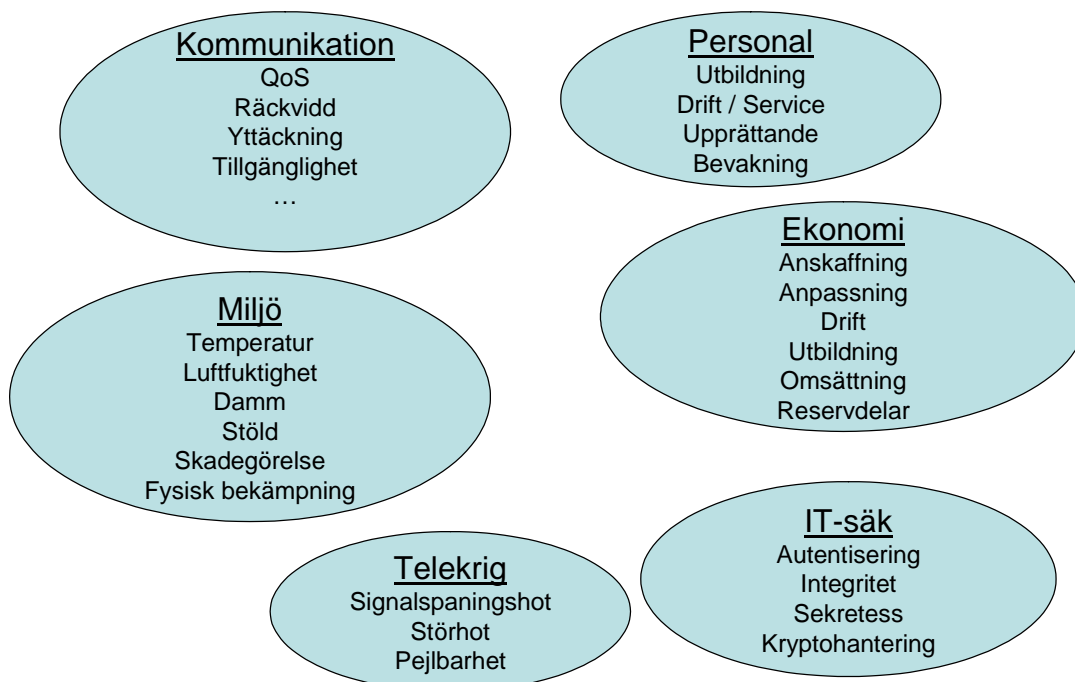 Kommunikation
QoS
Räckvidd
Yttäckning
Tillgänglighet
…
Personal
Utbildning
Drift / Service
Upprättande
Bevakning
Ekonomi
Anskaffning
Anpassning
Drift
Utbildning
Omsättning
Reservdelar
Miljö
Temperatur
Luftfuktighet
Damm
Stöld
Skadegörelse
Fysisk bekämpning
Telekrig
Signalspaningshot
Störhot
Pejlbarhet
IT-säk
Autentisering
Integritet
Sekretess
Kryptohantering